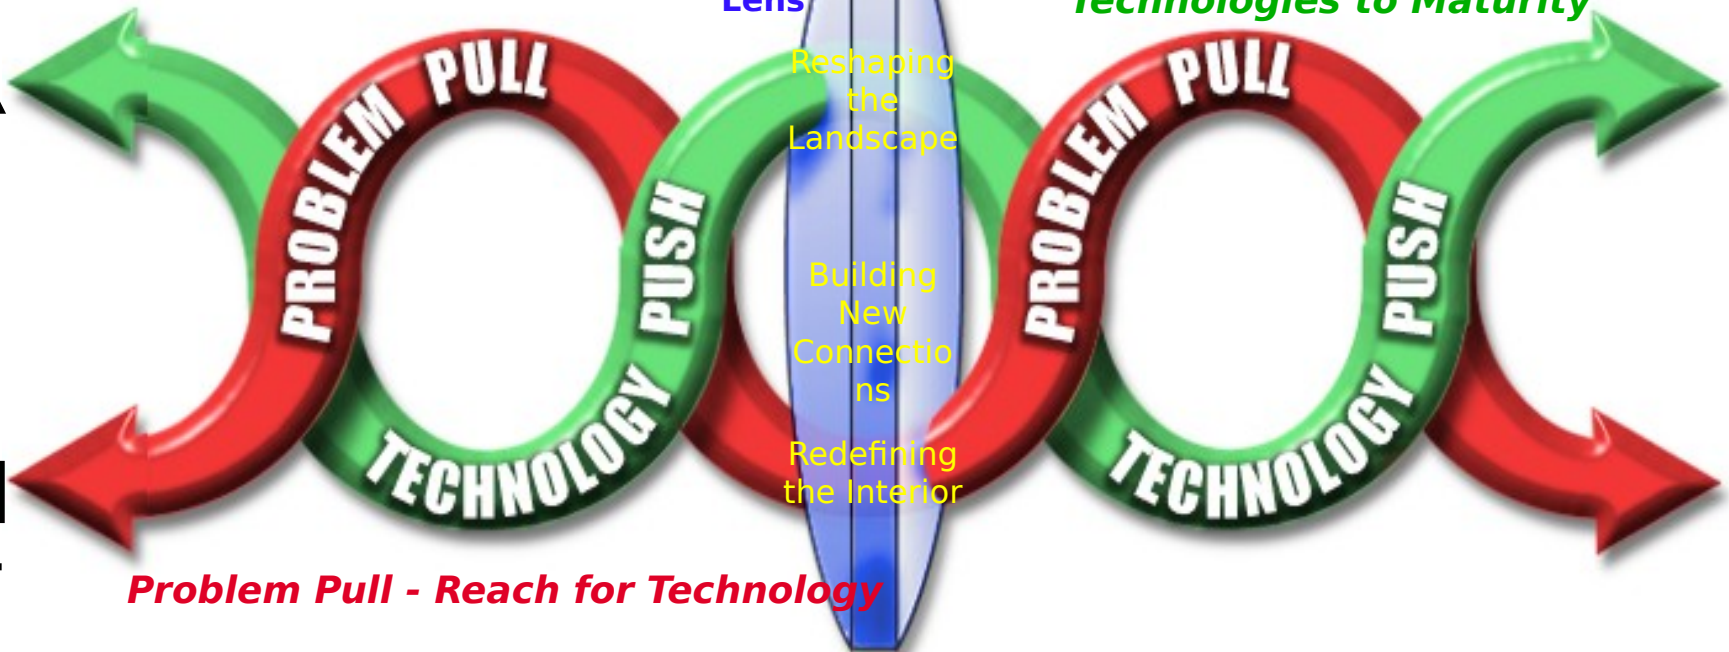 Lens
Technologies to Maturity
PROBLEM PULL
Reshaping
the
Landscape
PROBLEM PULL
PUSH
PUSH
Building
New
Connectio
ns
TECHNOLOGY
Redefining
the Interior
TECHNOLOGY
Problem Pull - Reach for Technology